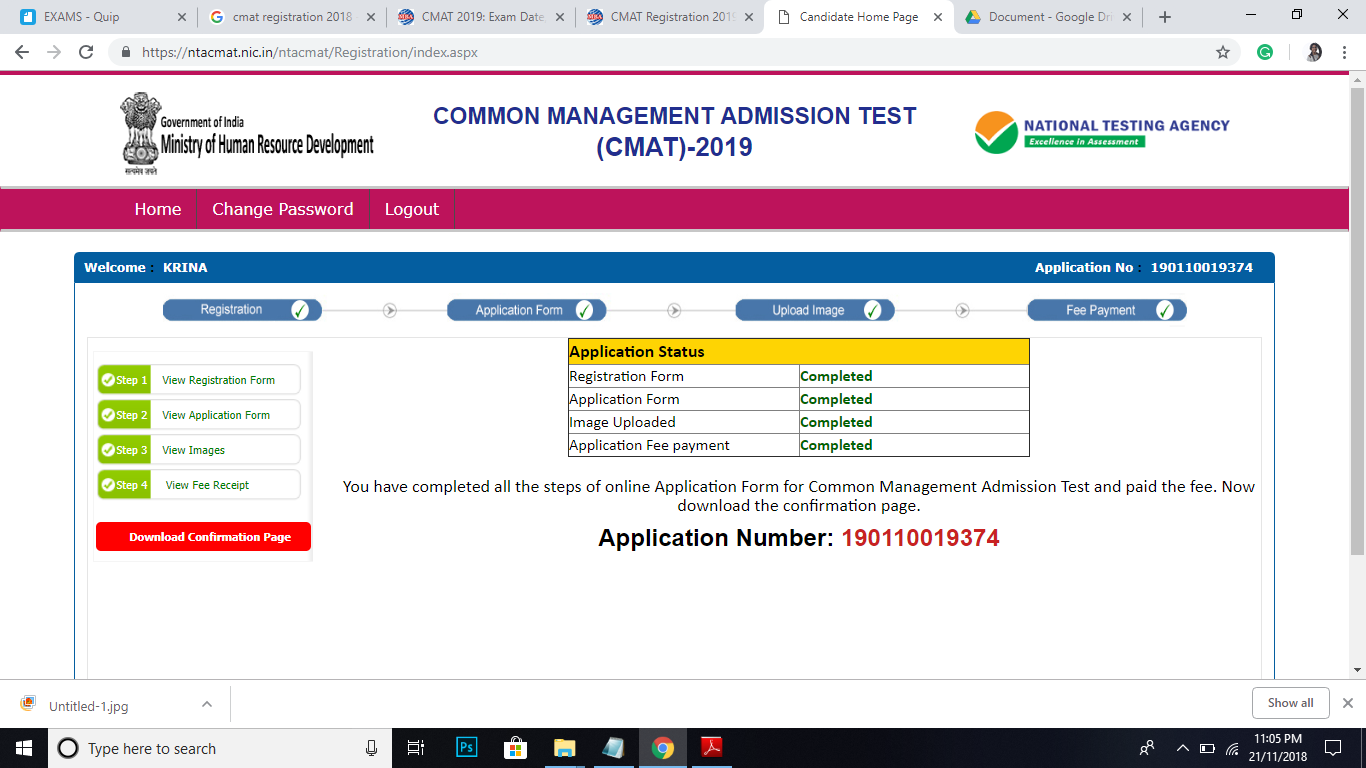 EXAMS - Quip
cmat registration 2018
CMAT 2019: Exam Date
CMAT Registration 2019
Candidate Home Page
Document - Google Dri
https://ntacmat.nic.in/ntacmat/Registration/index.aspx
Government of India
Ministry of Human Resource Development
सत्यमेव जयते
COMMON MANAGEMENT ADMISSION TEST
(CMAT)-2019
NATIONAL TESTING AGENCY
Excellence in Assessment
Home Change Password Logout
Welcome : KRINA Application No : 190110019374
Registration Application Form Upload Image Fee Payment
Step 1 View Registration Form
Step 2 View Application Form
Step 3 View Images
Step 4 View Fee Receipt
Download Confirmation Page
Application Status
Registration Form Completed
Application Form Completed
Image Uploaded Completed
Application Fee payment Completed
You have completed all the steps of online Application Form for Common Management Admission Test and paid the fee. Now
download the confirmation page.
Application Number: 190110019374
Untitled-1.jpg
Show all
Type here to search
Ps
11:05 PM
21/11/2018